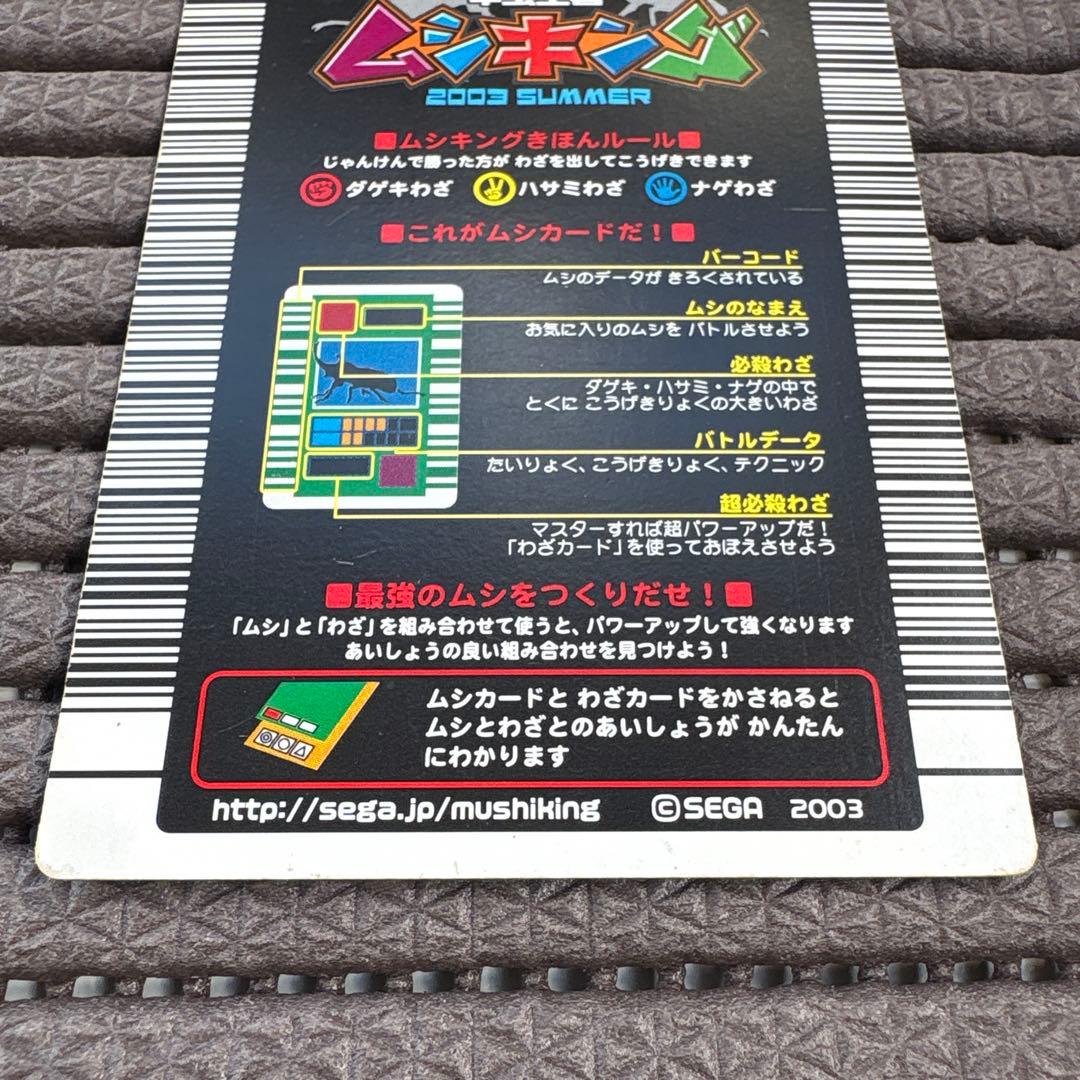 ムシキング
2003 SUMMER
ムシキングきほんルール
じゃんけんで勝った方が わざを出してこうげきできます
ダゲキわざ ハサミわざ ナゲわざ
これがムシカードだ！
バーコード
ムシのデータが きろくされている
ムシのなまえ
お気に入りのムシを バトルさせよう
必殺わざ
ダゲキ・ハサミ・ナゲの中で
とくに こうげきりょくの大きいわざ
バトルデータ
たいりょく、こうげきりょく、テクニック
超必殺わざ
マスターすれば超パワーアップだ！
「わざカード」を使っておぼえさせよう
最強のムシをつくりだせ！
「ムシ」と「わざ」を組み合わせて使うと、パワーアップして強くなります
あいしょうの良い組み合わせを見つけよう！
ムシカードと わざカードをかさねると
ムシとわざとのあいしょうが かんたん
にわかります
http://sega.jp/mushiking ©SEGA 2003